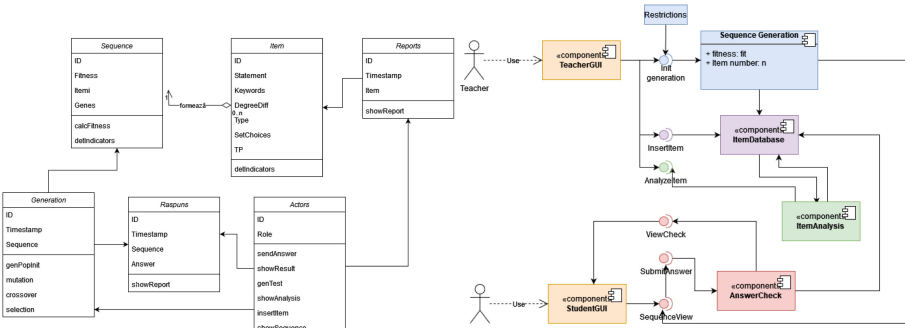 Sequence
ID
Fitness
Itemi
Genes
calcFitness
detIndicators
1
formează
0..n
Item
ID
Statement
Keywords
DegreeDiff
Type
SetChoices
TP
detIndicators
Reports
ID
Timestamp
Item
showReport
Generation
ID
Timestamp
Sequence
genPopInit
mutation
crossover
selection
Raspuns
ID
Timestamp
Sequence
Answer
showReport
Actors
ID
Role
sendAnswer
showResult
genTest
showAnalysis
insertItem
showSequence
Teacher
Use
«component»
TeacherGUI
Restrictions
Init
generation
Sequence Generation
+ fitness: fit
+ Item number: n
InsertItem
«component»
ItemDatabase
AnalyzeItem
«component»
ItemAnalysis
ViewCheck
SubmitAnswer
«component»
AnswerCheck
Use
«component»
StudentGUI
SequenceView